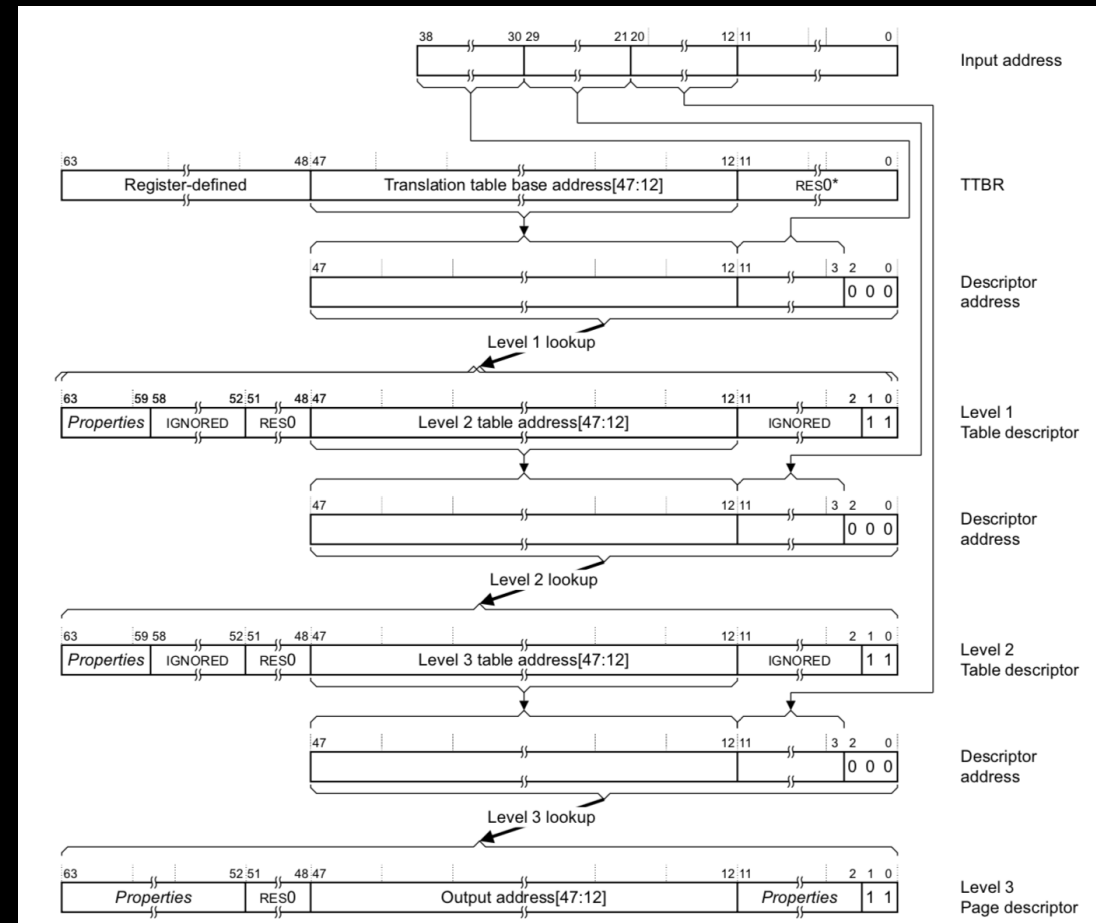 38 30 29 21 20 12 11 0
Input address
63 48 47 12 11 0
Register-defined Translation table base address[47:12] RES0* TTBR
47 12 11 3 2 0
0 0 0
Descriptor
address
Level 1 lookup
63 59 58 52 51 48 47 12 11 2 1 0
Properties IGNORED RES0 Level 2 table address[47:12] IGNORED 1 1
Level 1
Table descriptor
47 12 11 3 2 0
0 0 0
Descriptor
address
Level 2 lookup
63 59 58 52 51 48 47 12 11 2 1 0
Properties IGNORED RES0 Level 3 table address[47:12] IGNORED 1 1
Level 2
Table descriptor
47 12 11 3 2 0
0 0 0
Descriptor
address
Level 3 lookup
63 52 51 48 47 12 11 2 1 0
Properties RES0 Output address[47:12] Properties 1 1
Level 3
Page descriptor